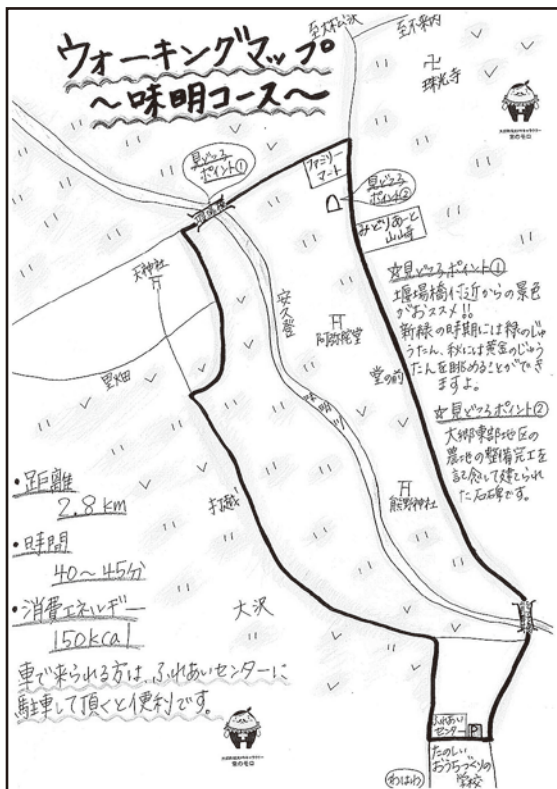 ウォーキングマップ
～味明コース～
至大松沢
至不来内
珠光寺
見どころ
ポイント①
ファミリー
マート
見どころ
ポイント②
みどりあーと
山崎
天神社
安久登
阿弥陀堂
堂の前
里畑
味明川
打越
熊野神社
大沢
☆見どころポイント①
堰場橋付近からの景色
がおススメ!!
新緑の時期には緑のじゅ
うたん、秋には黄金のじゅう
たんを眺めることができ
ますよ。
☆見どころポイント②
大郷東部地区の
農地の整備完工を
記念して建てられ
た石碑です。
・距離
2.8km
・時間
40～45分
・消費エネルギー
150kcal
車で来られる方は、ふれあいセンターに
駐車して頂くと便利です。
ふれあい
センター
P
たのしい
おうちづくりの
学校